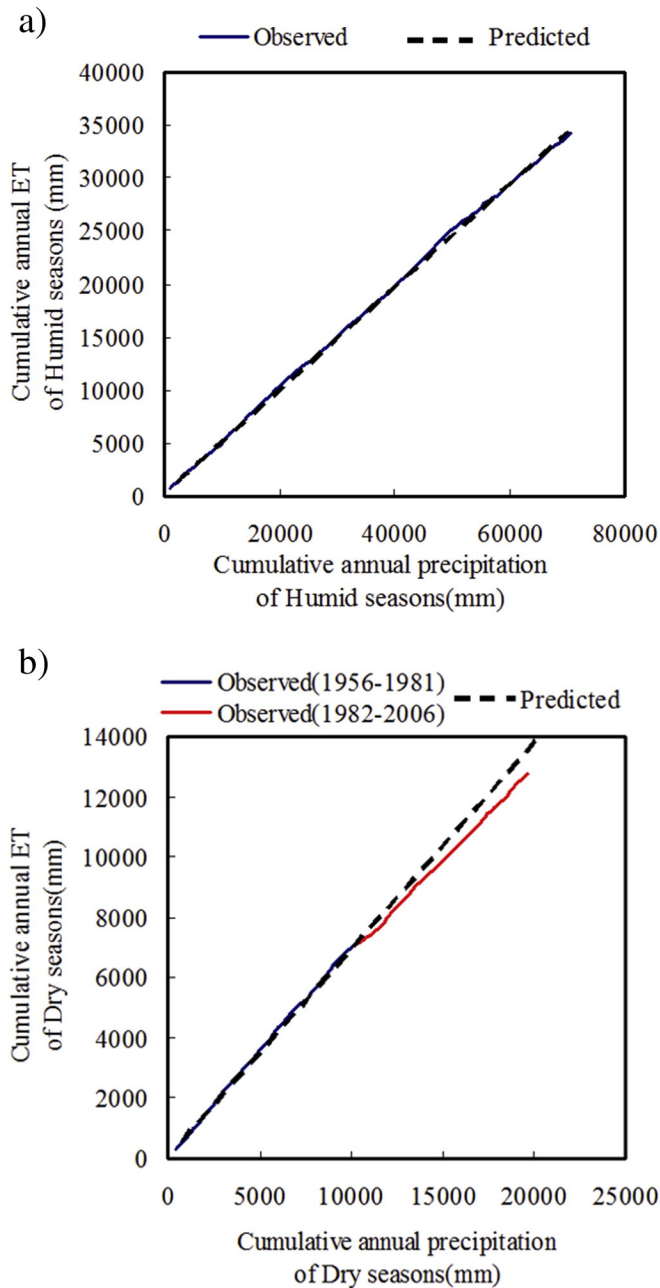 a)
Observed Predicted
40000
35000
30000
25000
20000
15000
10000
5000
0
Cumulative annual ET
of Humid seasons (mm)
0 20000 40000 60000 80000
Cumulative annual precipitation
of Humid seasons(mm)
b)
Observed(1956-1981)
Observed(1982-2006)
Predicted
14000
12000
10000
8000
6000
4000
2000
0
Cumulative annual ET
of Dry seasons(mm)
0 5000 10000 15000 20000 25000
Cumulative annual precipitation
of Dry seasons(mm)